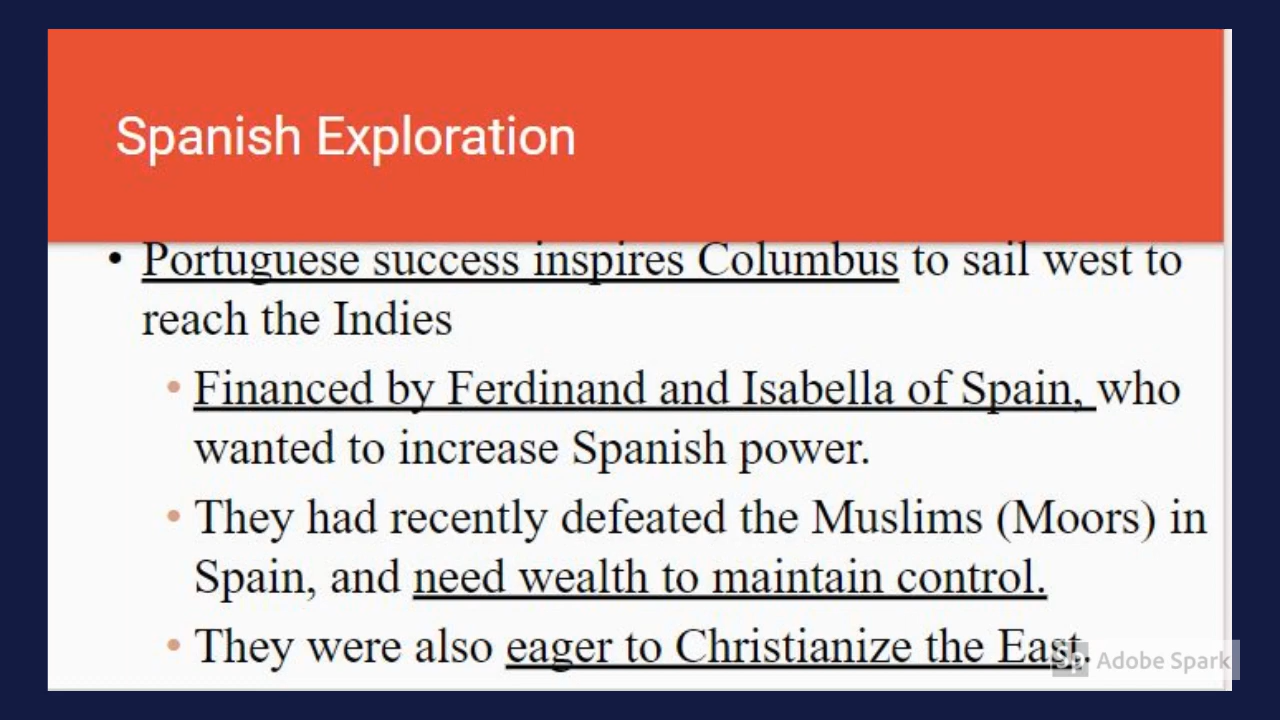 Spanish Exploration
• Portuguese success inspires Columbus to sail west to
reach the Indies
• Financed by Ferdinand and Isabella of Spain, who
wanted to increase Spanish power.
• They had recently defeated the Muslims (Moors) in
Spain, and need wealth to maintain control.
• They were also eager to Christianize the East.
Sp Adobe Spark